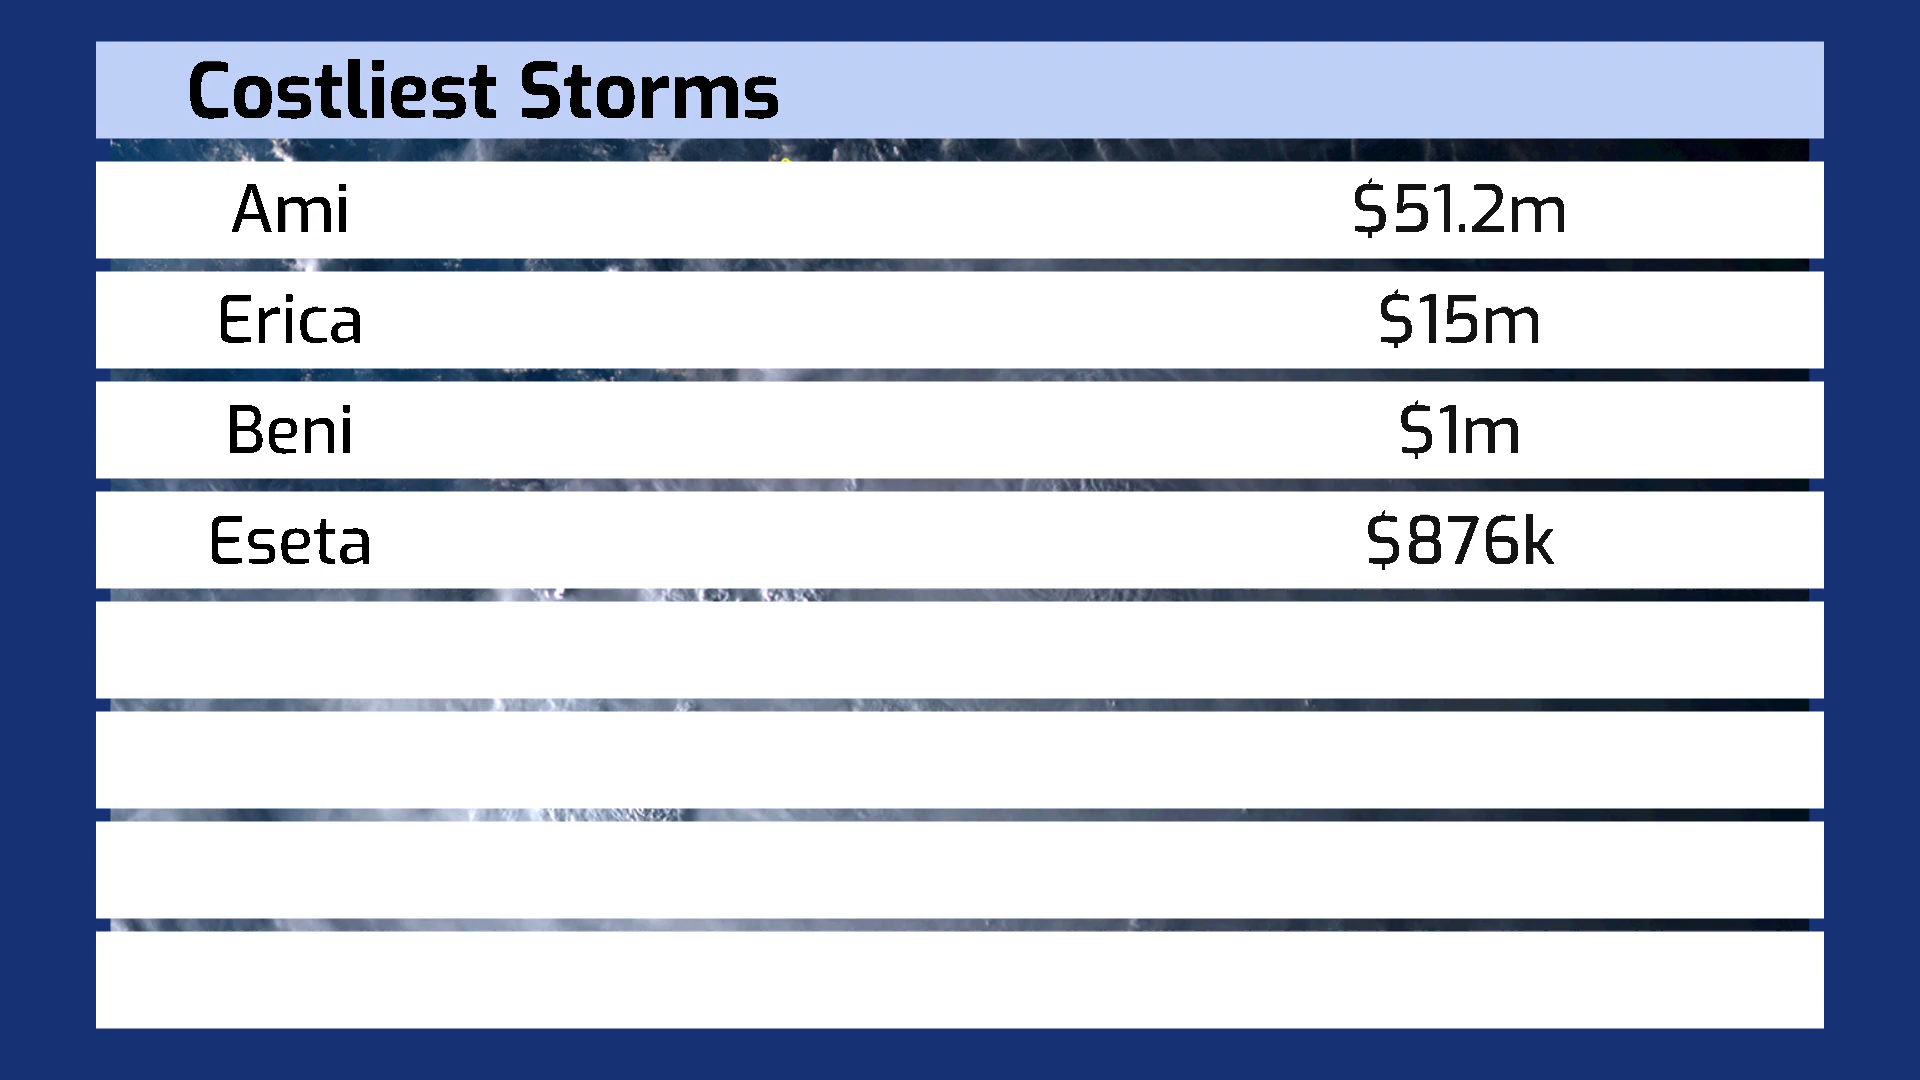 Costliest Storms
Ami $51.2m
Erica $15m
Beni $1m
Eseta $876k